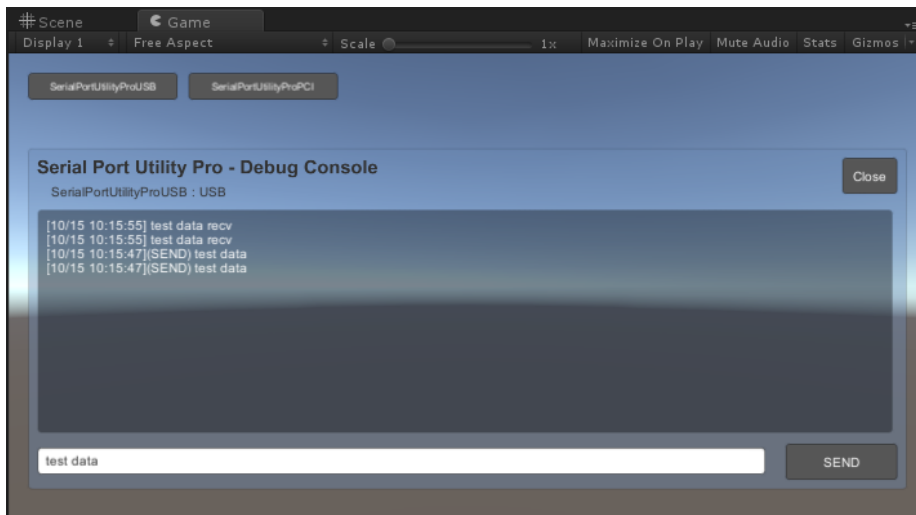 Scene Game
Display 1 Free Aspect Scale 1x Maximize On Play Mute Audio Stats Gizmos
SerialPortUtilityProUSB SerialPortUtilityProPCI
Serial Port Utility Pro - Debug Console
Close
SerialPortUtilityProUSB : USB
[10/15 10:15:55] test data recv
[10/15 10:15:55] test data recv
[10/15 10:15:47](SEND) test data
[10/15 10:15:47](SEND) test data
test data
SEND